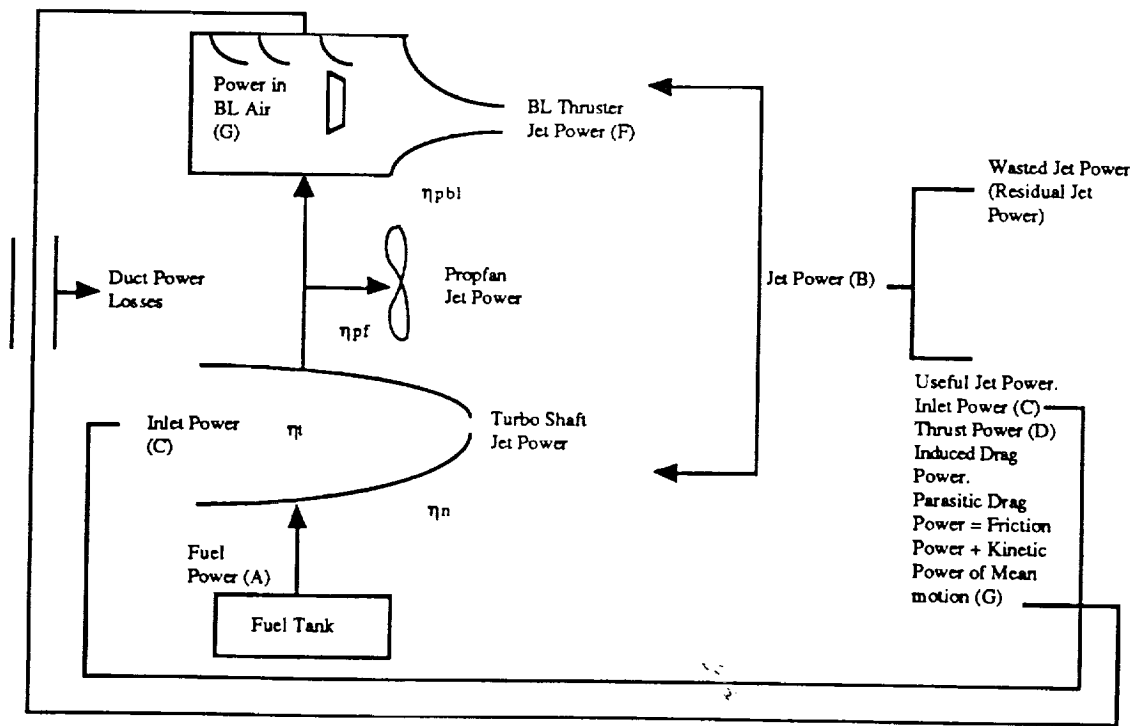 Power in
BL Air
(G)
BL Thruster
Jet Power (F)
ηpbl
Wasted Jet Power
(Residual Jet
Power)
Duct Power
Losses
Propfan
Jet Power
ηpf
Jet Power (B)
Inlet Power
(C)
ηt
Turbo Shaft
Jet Power
ηn
Useful Jet Power.
Inlet Power (C)
Thrust Power (D)
Induced Drag
Power.
Parasitic Drag
Power = Friction
Power + Kinetic
Power of Mean
motion (G)
Fuel
Power (A)
Fuel Tank